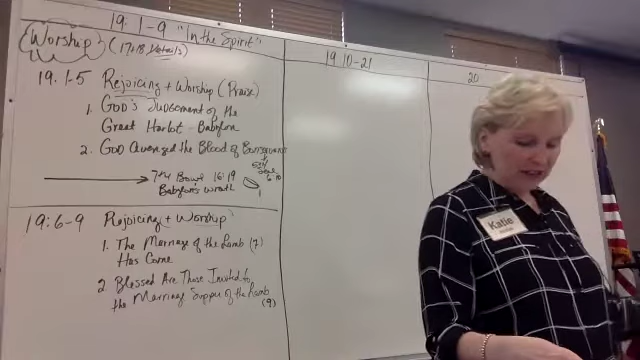 19:1-9 "In the Spirit"
Worship (17+18 Details)
19:1-5 Rejoicing + Worship (Praise)
1. God's Judgement of the
Great Harlot - Babylon
2. God Avenged the Blood of
7th Bowl 16:19
Babylon's Wrath
19:6-9 Rejoicing + Worship
1. The Marriage of the Lamb (7)
Has Come
2. Blessed Are Those Invited to
the Marriage Supper of the Lamb
(9)
19 10-21
20
Katie